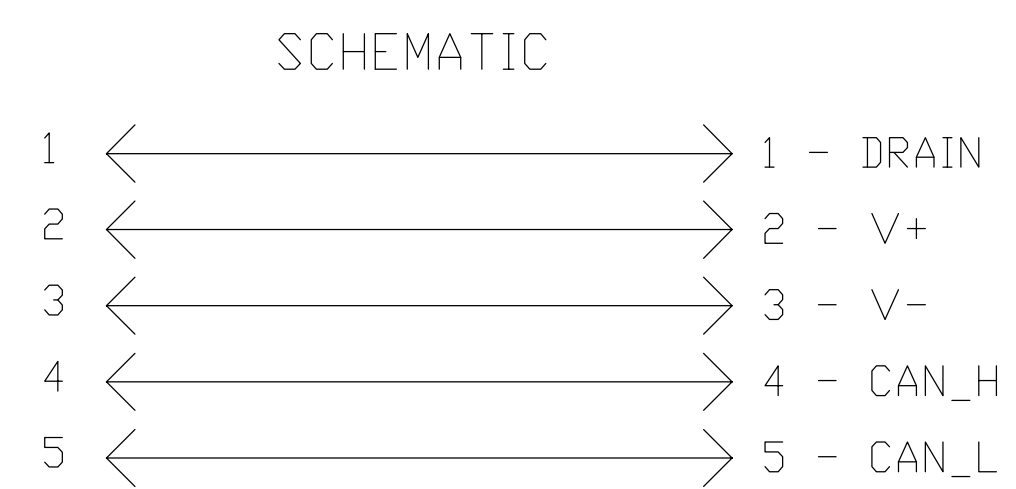 SCHEMATIC
1 1 - DRAIN
2 2 - V+
3 3 - V-
4 4 - CAN_H
5 5 - CAN_L